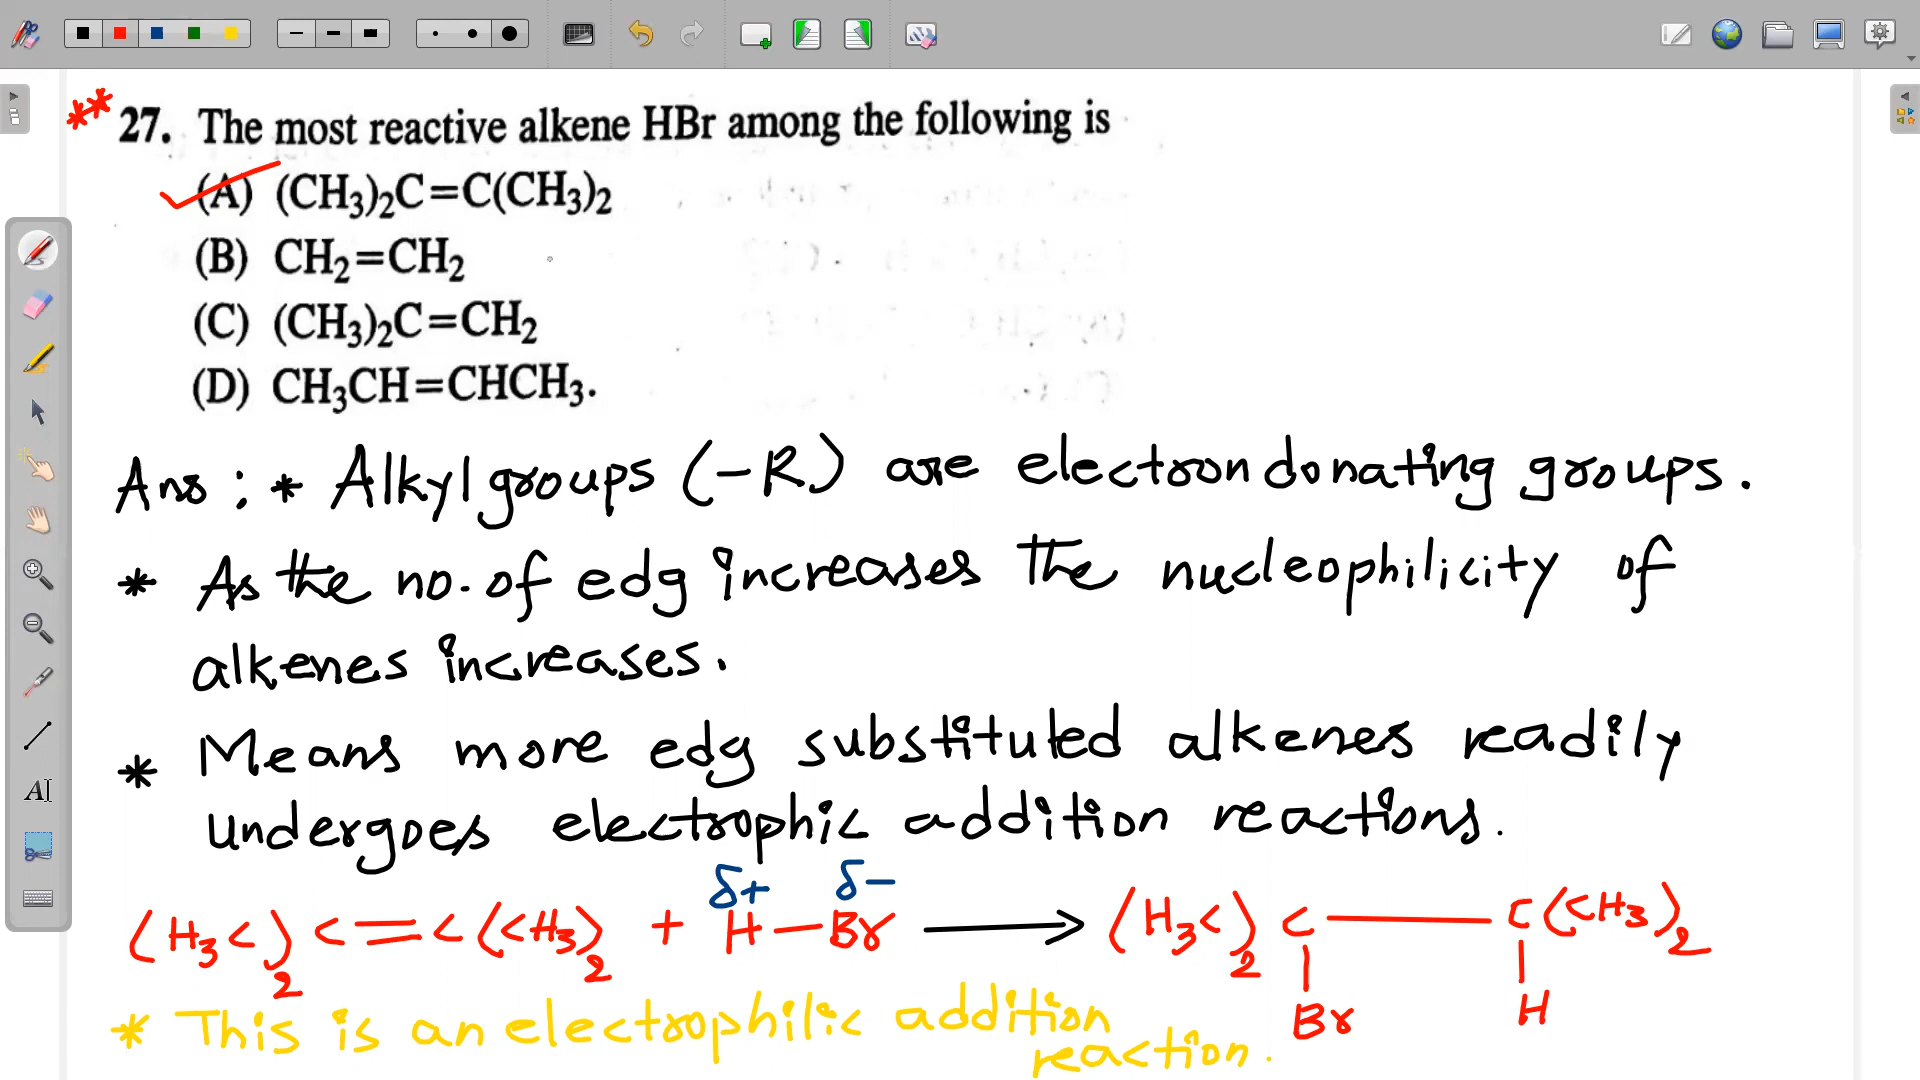 ** 27. The most reactive alkene HBr among the following is
(A) (CH₃)₂C=C(CH₃)₂
(B) CH₂=CH₂
(C) (CH₃)₂C=CH₂
(D) CH₃CH=CHCH₃.
Ans : * Alkyl groups (-R) are electron donating groups.
* As the no. of edg increases the nucleophilicity of
alkenes increases.
* Means more edg substituted alkenes readily
undergoes electrophic addition reactions.
δ+ δ-
(H₃C)₂ C = C (CH₃)₂ + H - Br → (H₃C)₂ C - C (CH₃)₂
Br H
* This is an electrophilic addition
reaction.
AI